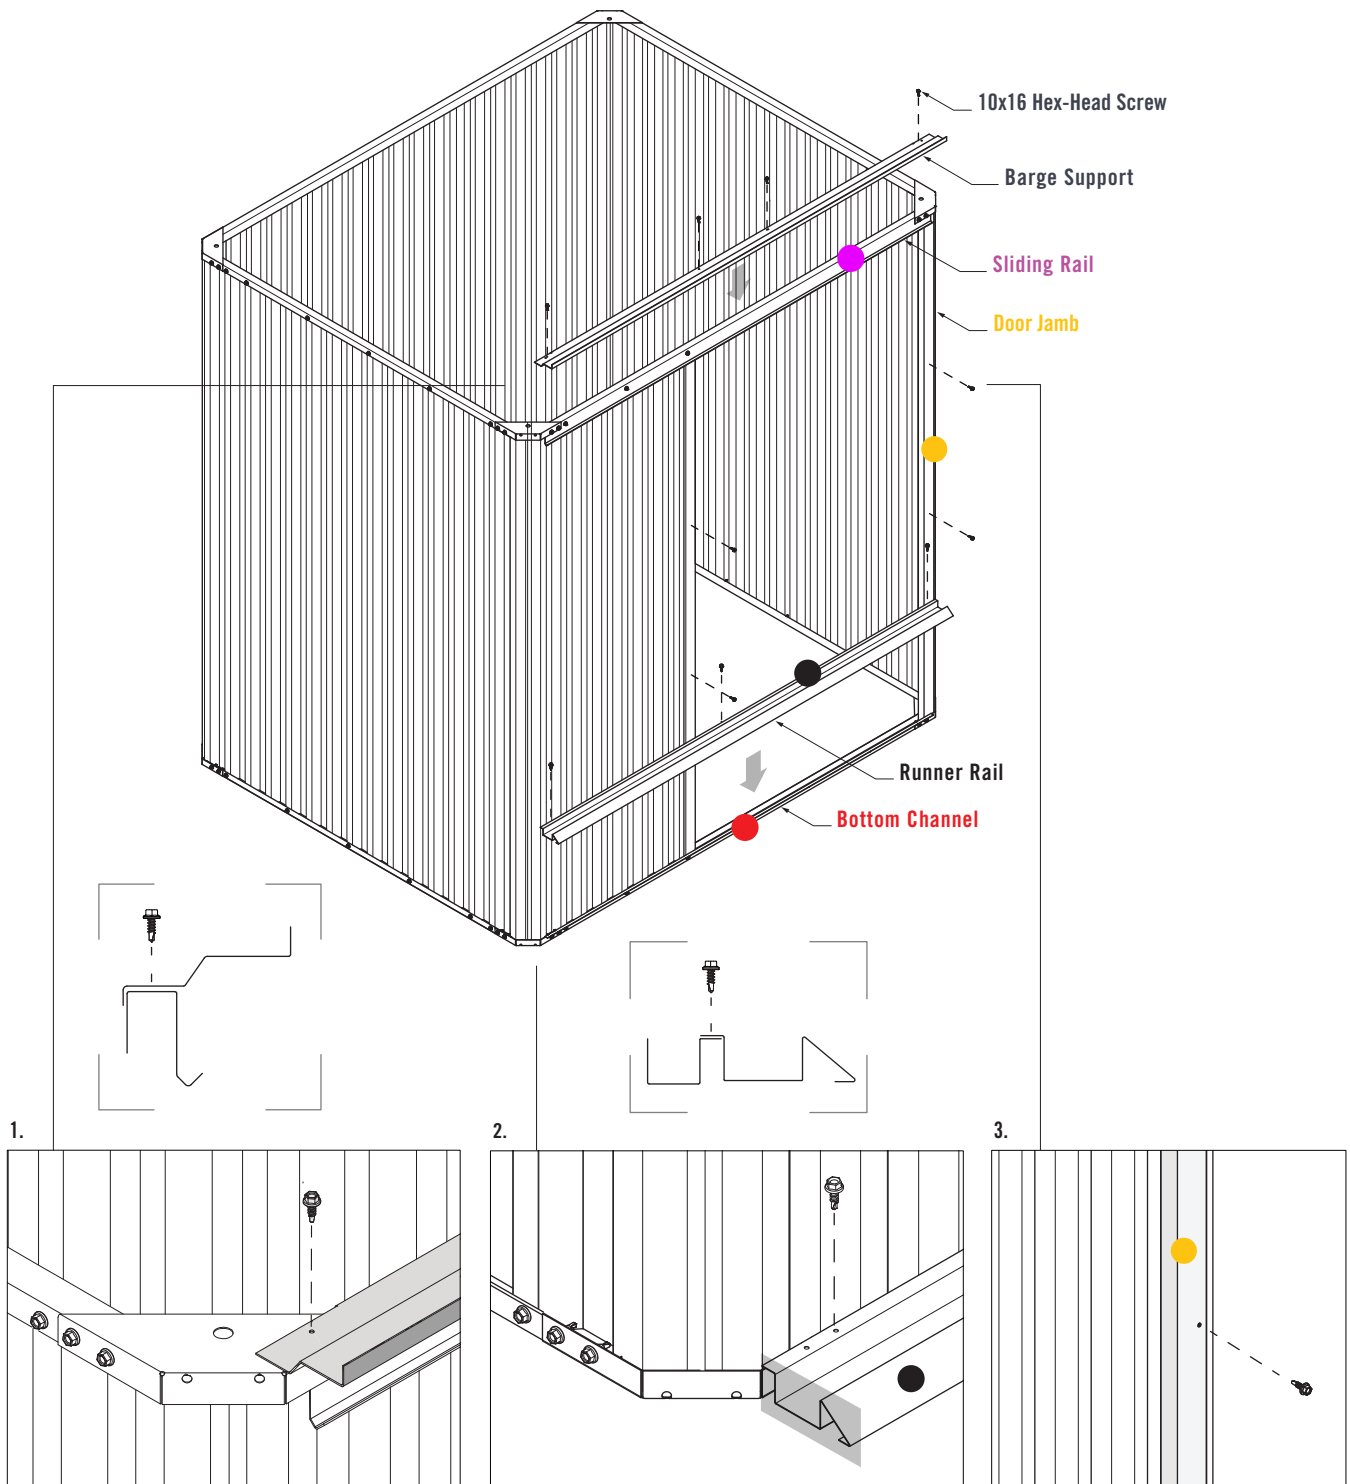 10x16 Hex-Head Screw
Barge Support
Sliding Rail
Door Jamb
Runner Rail
Bottom Channel
1.
2.
3.